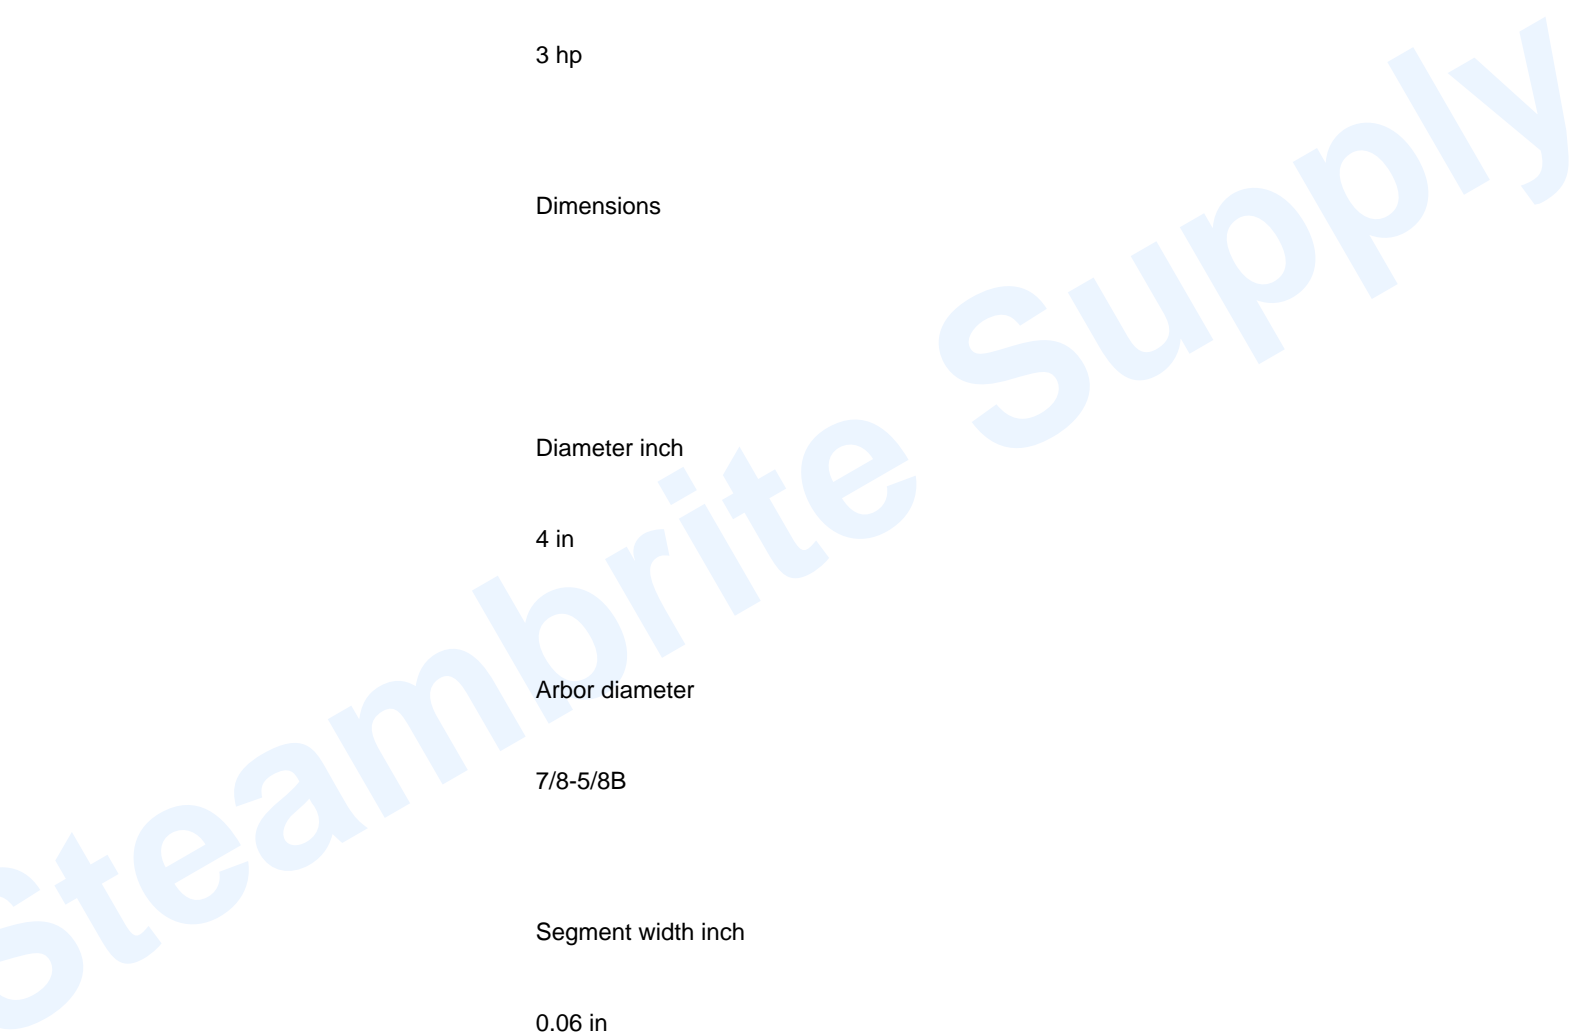 3 hp
Dimensions
Diameter inch
4 in
Arbor diameter
7/8-5/8B
Segment width inch
0.06 in
Steambrite Supply